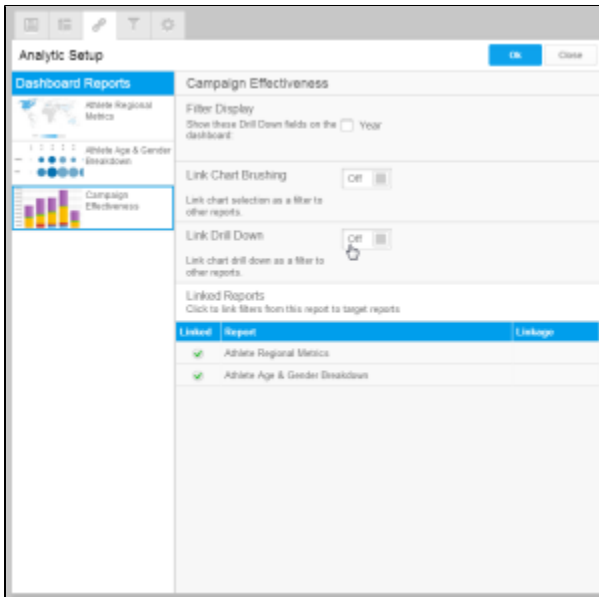 Analytic Setup
Ok
Close
Dashboard Reports
Athlete Regional
Metrics
Athlete Age & Gender
Breakdown
Campaign
Effectiveness
Campaign Effectiveness
Filter Display
Show these Drill Down fields on the
dashboard:
Year
Link Chart Brushing
Off
Link chart selection as a filter to
other reports.
Link Drill Down
Off
Link chart drill down as a filter to
other reports.
Linked Reports
Click to link filters from this report to target reports
Linked Report Linkage
Athlete Regional Metrics
Athlete Age & Gender Breakdown